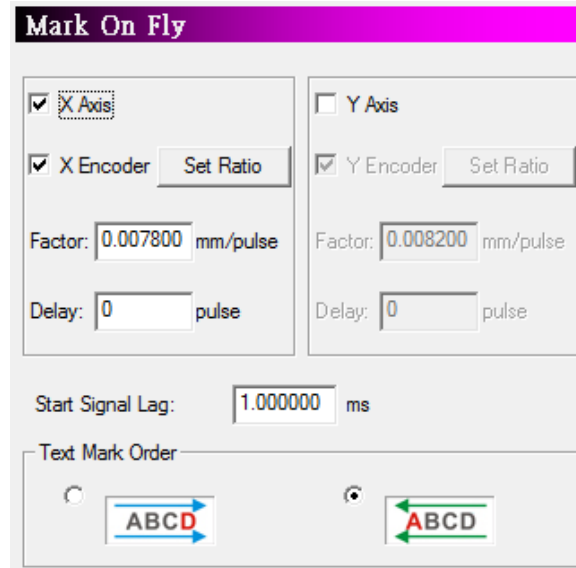 Mark On Fly
X Axis
Y Axis
X Encoder Set Ratio
Y Encoder Set Ratio
Factor: 0.007800 mm/pulse
Factor: 0.008200 mm/pulse
Delay: 0 pulse
Delay: 0 pulse
Start Signal Lag: 1.000000 ms
Text Mark Order
ABCD
ABCD